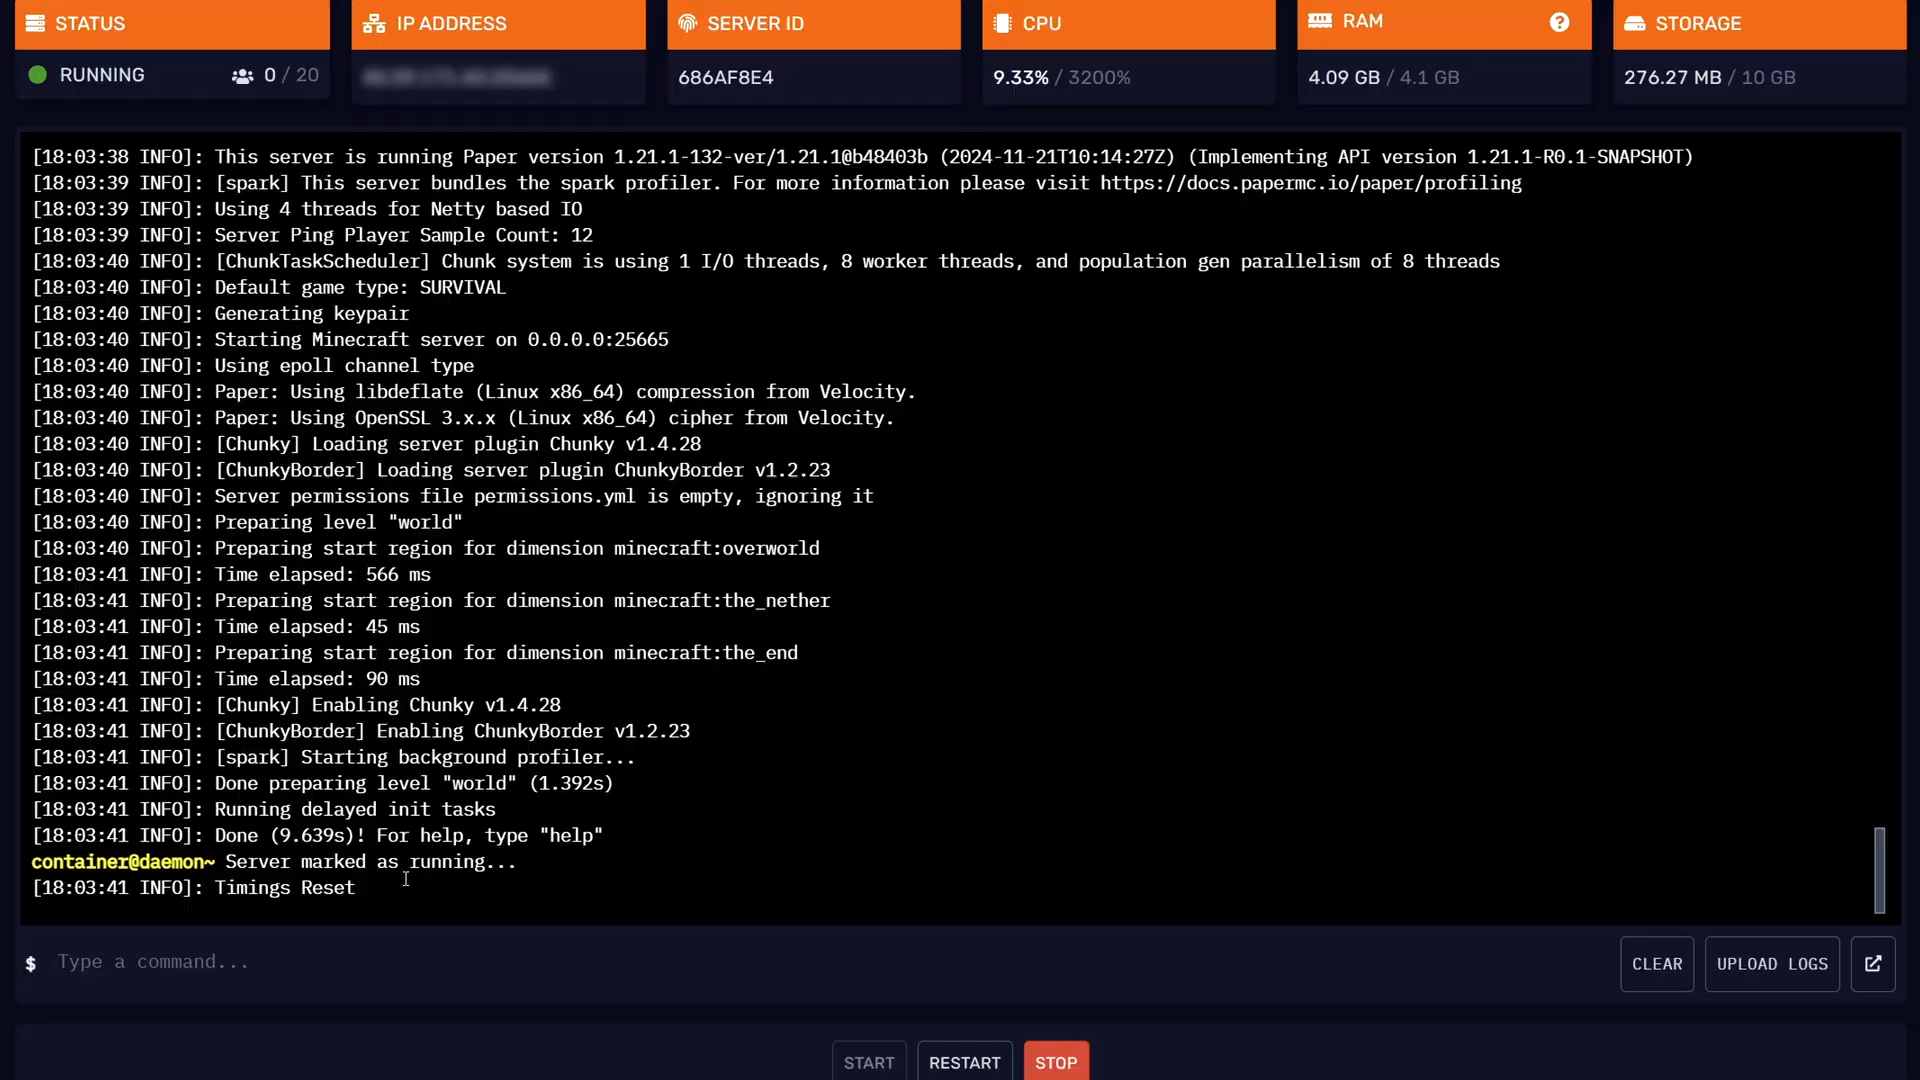 STATUS
IP ADDRESS
SERVER ID
CPU
RAM
?
STORAGE
RUNNING
0 / 20
686AF8E4
9.33% / 3200%
4.09 GB / 4.1 GB
276.27 MB / 10 GB
[18:03:38 INFO]: This server is running Paper version 1.21.1-132-ver/1.21.1@b48403b (2024-11-21T10:14:27Z) (Implementing API version 1.21.1-R0.1-SNAPSHOT)
[18:03:39 INFO]: [spark] This server bundles the spark profiler. For more information please visit https://docs.papermc.io/paper/profiling
[18:03:39 INFO]: Using 4 threads for Netty based IO
[18:03:39 INFO]: Server Ping Player Sample Count: 12
[18:03:40 INFO]: [ChunkTaskScheduler] Chunk system is using 1 I/O threads, 8 worker threads, and population gen parallelism of 8 threads
[18:03:40 INFO]: Default game type: SURVIVAL
[18:03:40 INFO]: Generating keypair
[18:03:40 INFO]: Starting Minecraft server on 0.0.0.0:25665
[18:03:40 INFO]: Using epoll channel type
[18:03:40 INFO]: Paper: Using libdeflate (Linux x86_64) compression from Velocity.
[18:03:40 INFO]: Paper: Using OpenSSL 3.x.x (Linux x86_64) cipher from Velocity.
[18:03:40 INFO]: [Chunky] Loading server plugin Chunky v1.4.28
[18:03:40 INFO]: [ChunkyBorder] Loading server plugin ChunkyBorder v1.2.23
[18:03:40 INFO]: Server permissions file permissions.yml is empty, ignoring it
[18:03:40 INFO]: Preparing level "world"
[18:03:40 INFO]: Preparing start region for dimension minecraft:overworld
[18:03:41 INFO]: Time elapsed: 566 ms
[18:03:41 INFO]: Preparing start region for dimension minecraft:the_nether
[18:03:41 INFO]: Time elapsed: 45 ms
[18:03:41 INFO]: Preparing start region for dimension minecraft:the_end
[18:03:41 INFO]: Time elapsed: 90 ms
[18:03:41 INFO]: [Chunky] Enabling Chunky v1.4.28
[18:03:41 INFO]: [ChunkyBorder] Enabling ChunkyBorder v1.2.23
[18:03:41 INFO]: [spark] Starting background profiler...
[18:03:41 INFO]: Done preparing level "world" (1.392s)
[18:03:41 INFO]: Running delayed init tasks
[18:03:41 INFO]: Done (9.639s)! For help, type "help"
container@daemon~ Server marked as running...
[18:03:41 INFO]: Timings Reset
$ Type a command...
CLEAR
UPLOAD LOGS
START
RESTART
STOP